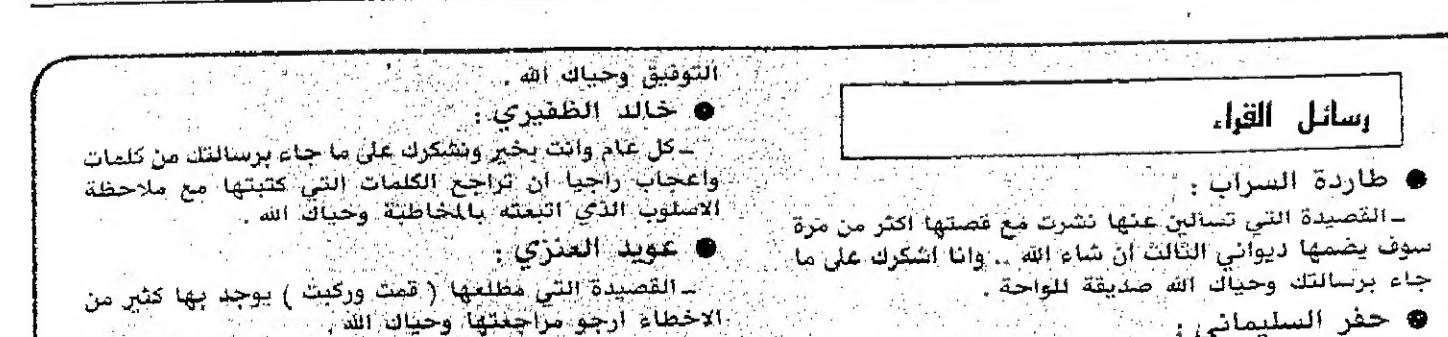 رسائل القراء
● طاردة السراب :
ـ القصيدة التي تسالين عنها نشرت مع قصتها اكثر من مرة
سوف يضمها ديواني الثالث ان شاء الله .. وانا اشكرك على ما
جاء برسالتك وحياك الله صديقة للواحة .
● حفر السليماني :
التوفيق وحياك الله .
● خالد الظفيري :
ـ كل عام وانت بخير ونشكرك على ما جاء برسالتك من كلمات
واعجاب راجيا ان تراجع الكلمات التي كتبتها مع ملاحظة
الاسلوب الذي اتبعته بالمخاطبة وحياك الله .
● عويد العنزي :
ـ القصيدة التي مطلعها ( قمت وركبت ) يوجد بها كثير من
الاخطاء ارجو مراجعتها وحياك الله .